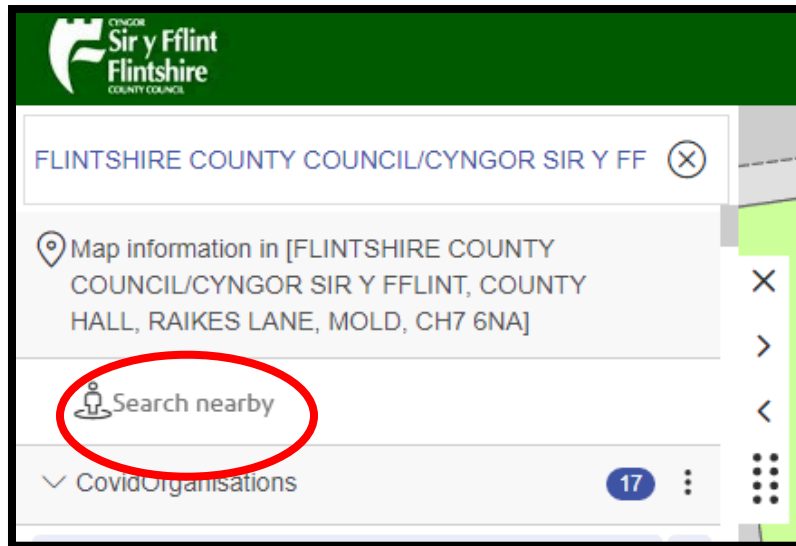 CYNGOR
Sir y Fflint
Flintshire
COUNTY COUNCIL
FLINTSHIRE COUNTY COUNCIL/CYNGOR SIR Y FF
Map information in [FLINTSHIRE COUNTY
COUNCIL/CYNGOR SIR Y FFLINT, COUNTY
HALL, RAIKES LANE, MOLD, CH7 6NA]
Search nearby
CovidOrganisations 17